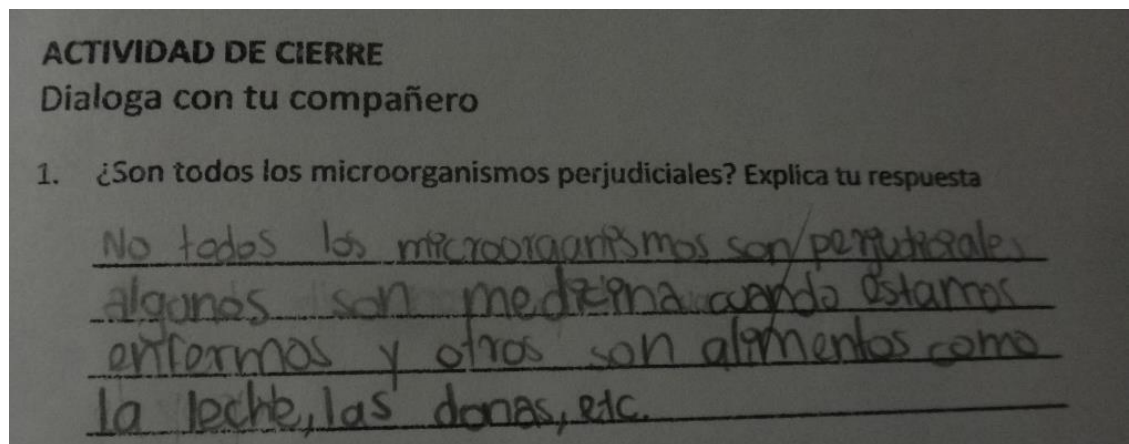 ACTIVIDAD DE CIERRE
Dialoga con tu compañero
1. ¿Son todos los microorganismos perjudiciales? Explica tu respuesta
No todos los microorganismos son perjudiciales
algunos son medicina cuando estamos
enfermos y otros son alimentos como
la leche, las donas, etc.